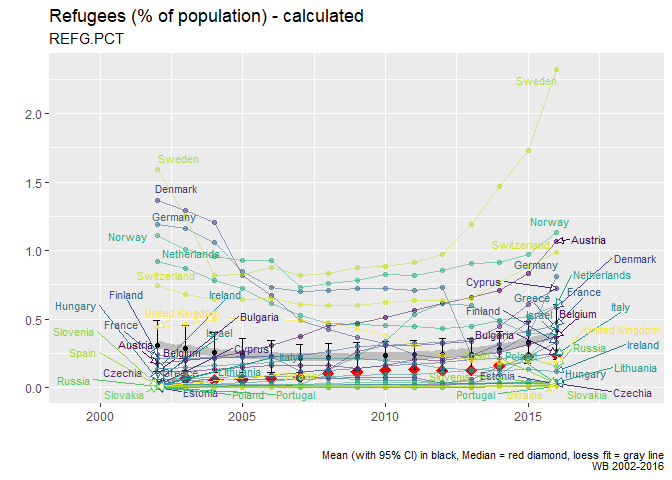 Refugees (% of population) - calculated
REFG.PCT
Sweden
2.0
Sweden
Denmark
1.5
Germany
Norway
Norway
Austria
Netherlands
Switzerland
1.0
Germany
Denmark
Switzerland
Cyprus
Netherlands
Finland
Ireland
Greece
France
Hungary
United Kingdom
Finland
Israel
Belgium
Italy
0.5
France
Israel
Bulgaria
Bulgaria
United Kingdom
Slovenia
Austria
Belgium
Cyprus
Ireland
Spain
Italy
Poland
Russia
Czechia
Greece
Lithuania
Estonia
Hungary
Lithuania
Russia
0.0
Slovakia
Estonia
Poland
Portugal
Portugal
Ukraine
Slovakia
Czechia
2000
2005
2010
2015
Mean (with 95% CI) in black, Median = red diamond, loess fit = gray line
WB 2002-2016